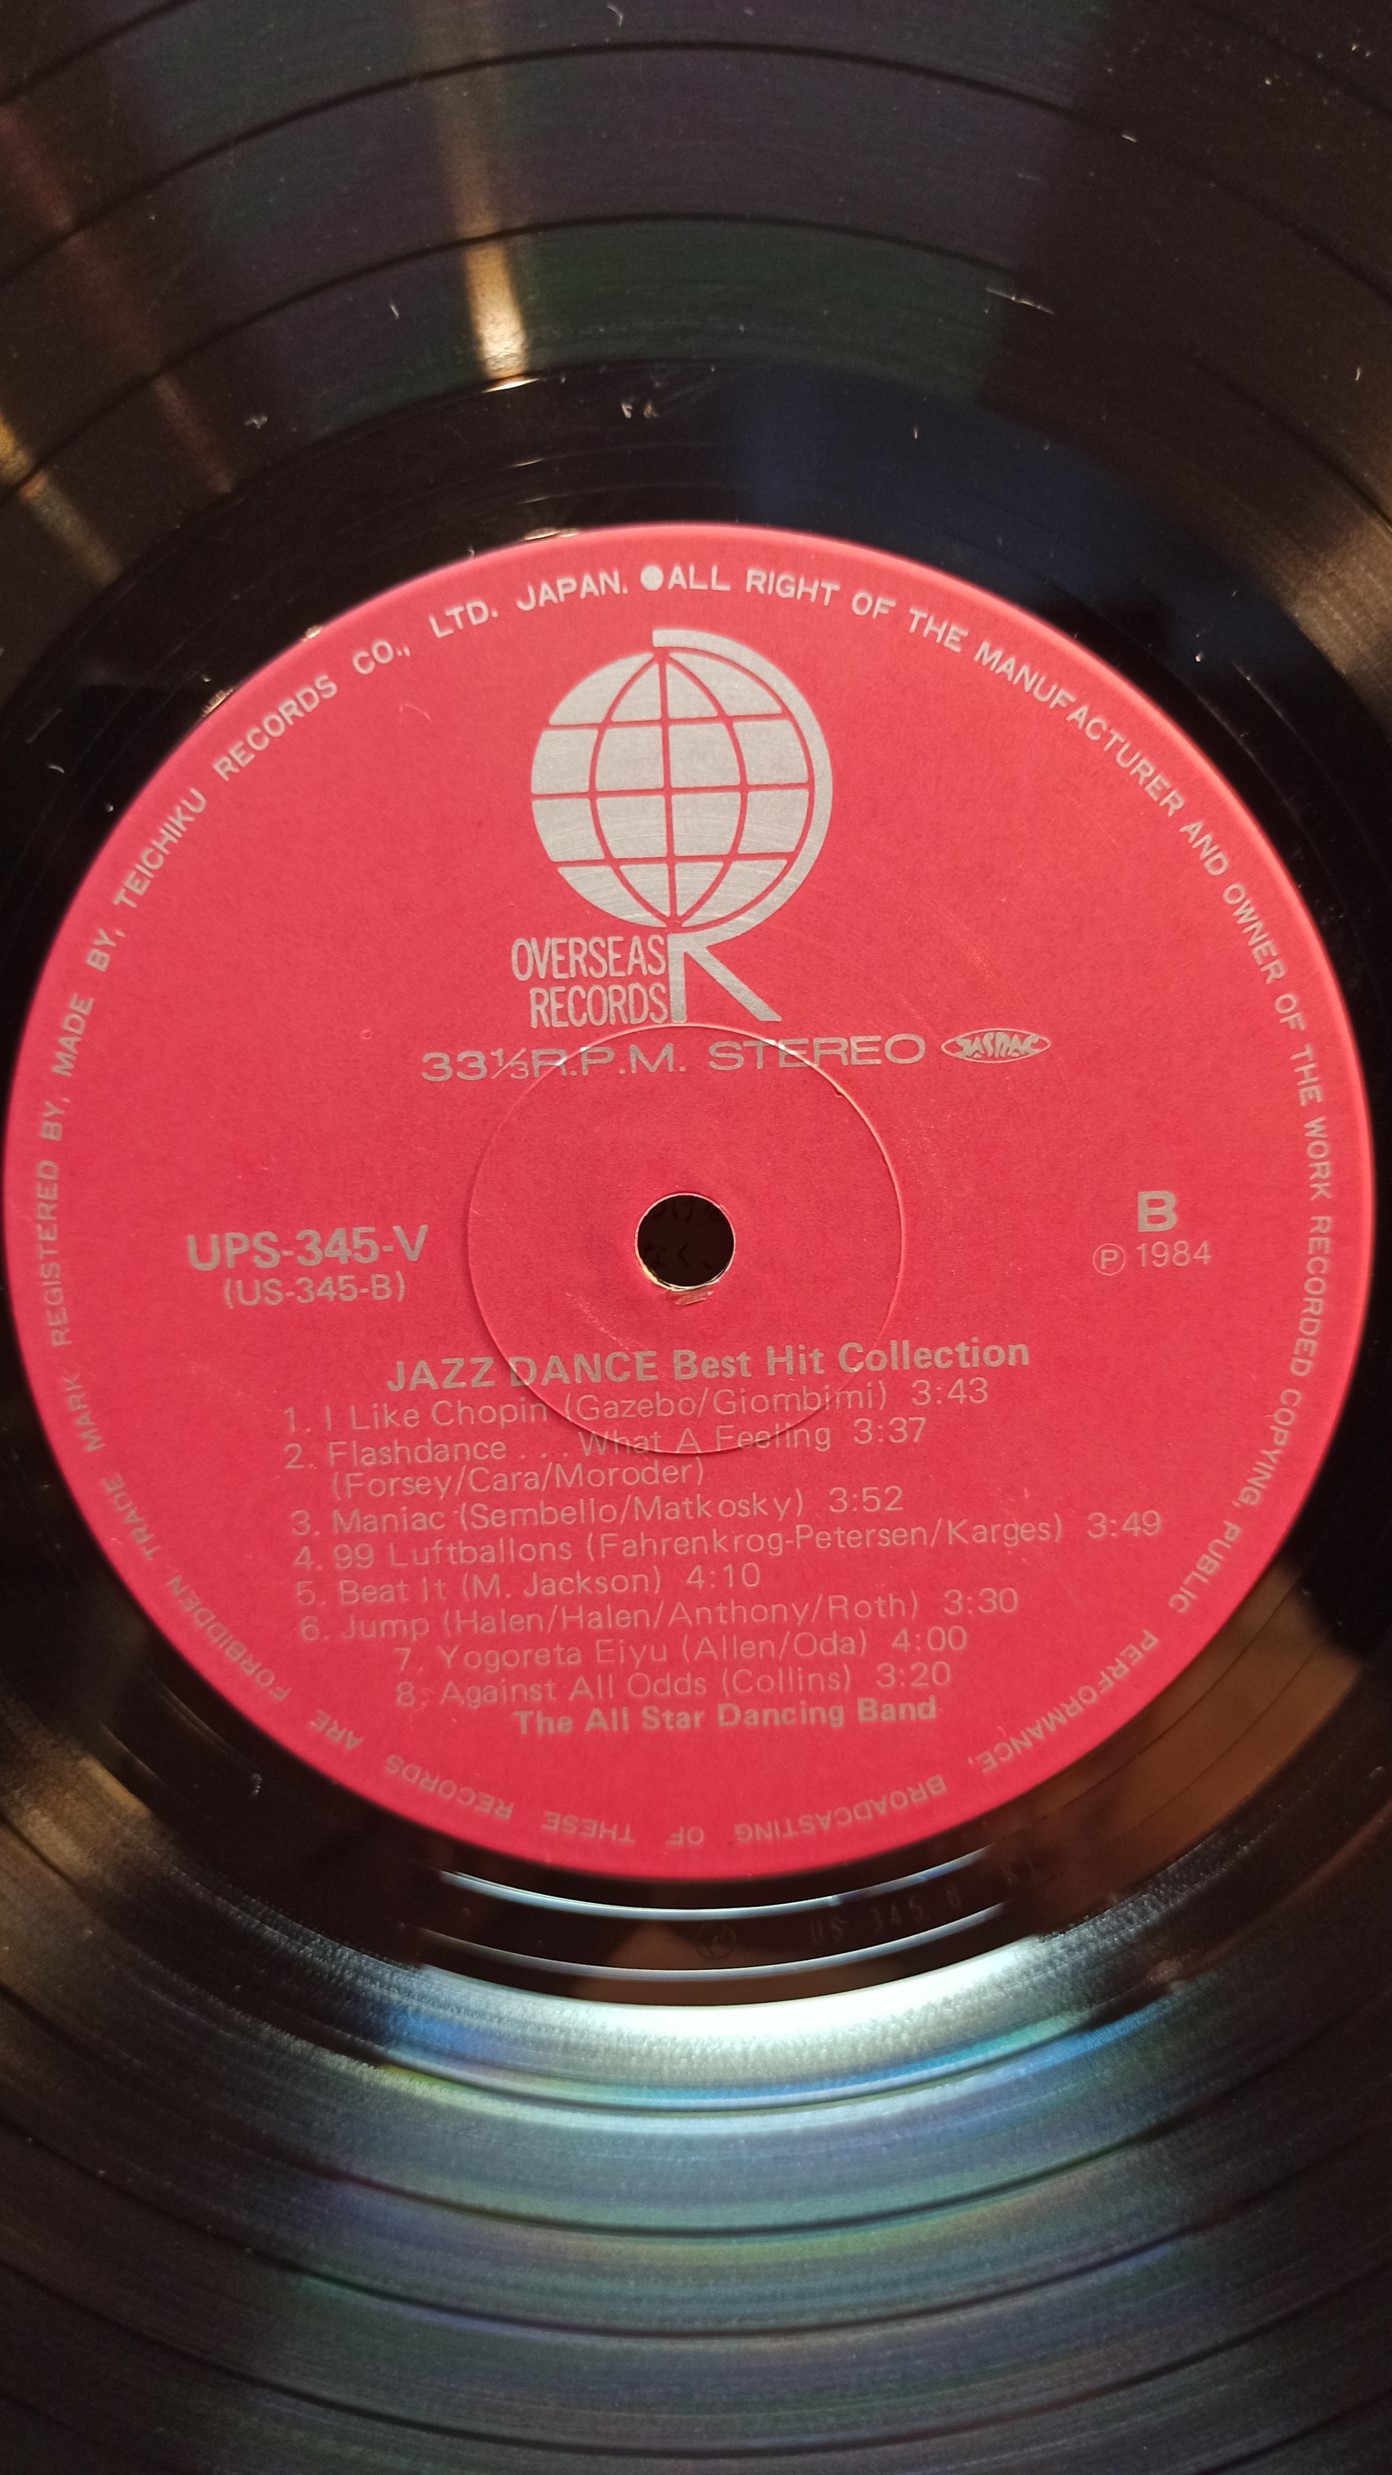 TRADE MARK REGISTERED BY, MADE BY, TEICHIKU RECORDS CO., LTD. JAPAN. ●ALL RIGHT OF THE MANUFACTURER AND OWNER OF THE WORK RECORDED COPYING, PUBLIC PERFORMANCE, BROADCASTING OF THESE RECORDS ARE FORBIDDEN
R
OVERSEAS
RECORDS
33⅓R.P.M. STEREO JASRAC
UPS-345-V
(US-345-B)
B
Ⓟ 1984
JAZZ DANCE Best Hit Collection
1. I Like Chopin (Gazebo/Giombimi) 3:43
2. Flashdance . . . What A Feeling 3:37
(Forsey/Cara/Moroder)
3. Maniac (Sembello/Matkosky) 3:52
4. 99 Luftballons (Fahrenkrog-Petersen/Karges) 3:49
5. Beat It (M. Jackson) 4:10
6. Jump (Halen/Halen/Anthony/Roth) 3:30
7. Yogoreta Eiyu (Allen/Oda) 4:00
8. Against All Odds (Collins) 3:20
The All Star Dancing Band
US 345 B